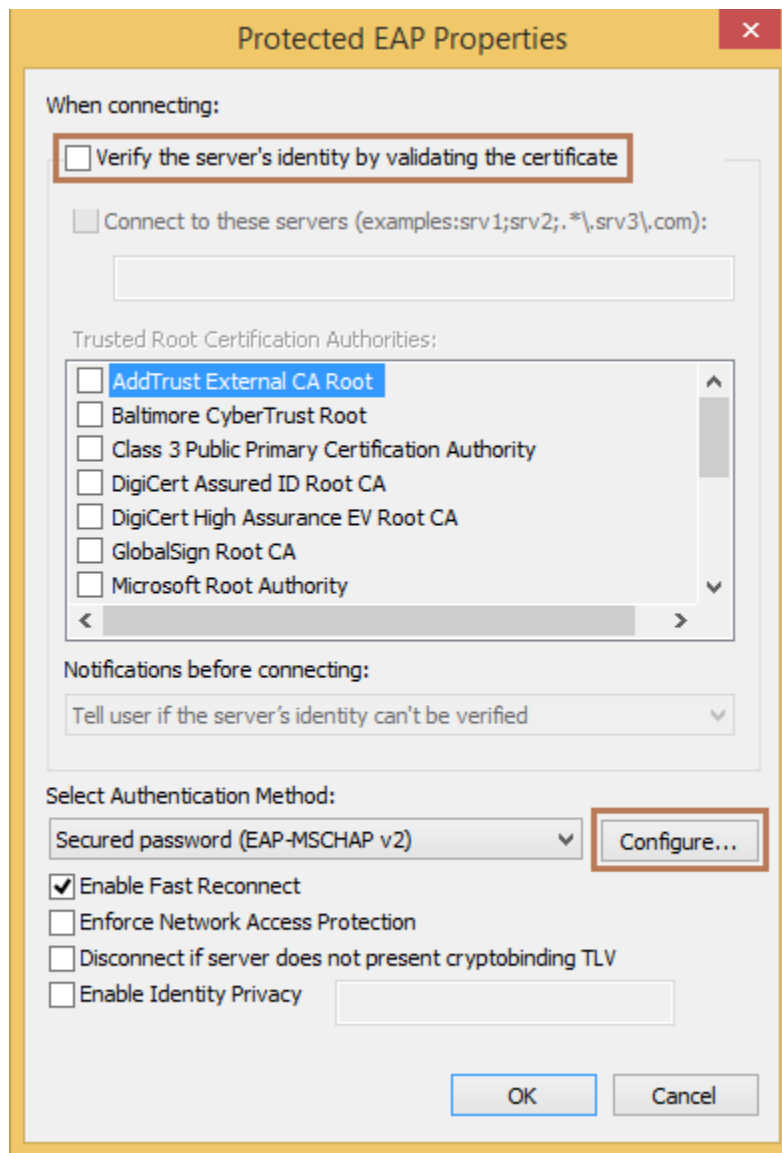 Protected EAP Properties
When connecting:
Verify the server's identity by validating the certificate
Connect to these servers (examples:srv1;srv2;.*\.srv3\.com):
Trusted Root Certification Authorities:
AddTrust External CA Root
Baltimore CyberTrust Root
Class 3 Public Primary Certification Authority
DigiCert Assured ID Root CA
DigiCert High Assurance EV Root CA
GlobalSign Root CA
Microsoft Root Authority
Notifications before connecting:
Tell user if the server's identity can't be verified
Select Authentication Method:
Secured password (EAP-MSCHAP v2)
Configure...
Enable Fast Reconnect
Enforce Network Access Protection
Disconnect if server does not present cryptobinding TLV
Enable Identity Privacy
OK Cancel